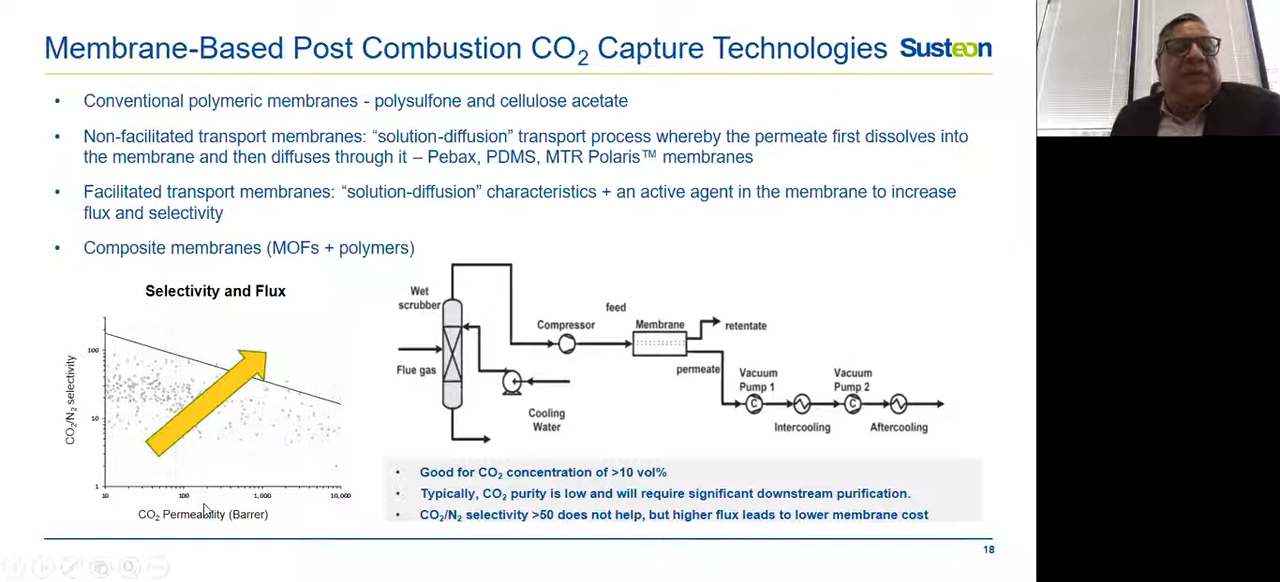 Membrane-Based Post Combustion CO₂ Capture Technologies
Susteon
• Conventional polymeric membranes - polysulfone and cellulose acetate
• Non-facilitated transport membranes: “solution-diffusion” transport process whereby the permeate first dissolves into
the membrane and then diffuses through it – Pebax, PDMS, MTR Polaris™ membranes
• Facilitated transport membranes: “solution-diffusion” characteristics + an active agent in the membrane to increase
flux and selectivity
• Composite membranes (MOFs + polymers)
Selectivity and Flux
CO₂/N₂ selectivity
100
10
1
10
100
1,000
10,000
CO₂ Permeability (Barrer)
Wet
scrubber
Flue gas
Cooling
Water
Compressor
feed
Membrane
retentate
permeate
Vacuum
Pump 1
C
Intercooling
Vacuum
Pump 2
C
Aftercooling
• Good for CO₂ concentration of >10 vol%
• Typically, CO₂ purity is low and will require significant downstream purification.
• CO₂/N₂ selectivity >50 does not help, but higher flux leads to lower membrane cost
18